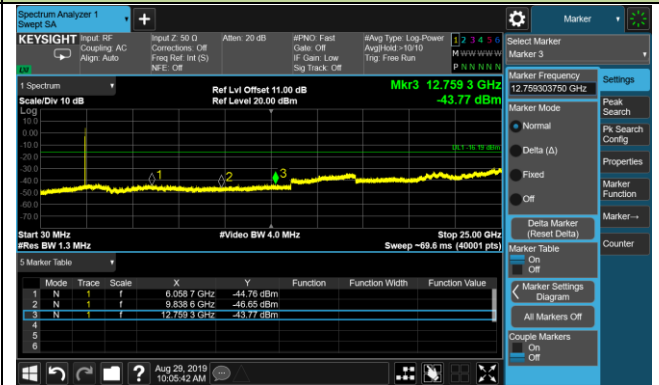 Spectrum Analyzer 1
Swept SA
+
Marker
KEYSIGHT
Input: RF
Coupling: AC
Align: Auto
Input Z: 50 Ω
Corrections: Off
Freq Ref: Int (S)
NFE: Off
Atten: 20 dB
#PNO: Fast
Gate: Off
IF Gain: Low
Sig Track: Off
#Avg Type: Log-Power
Avg|Hold:>10/10
Trig: Free Run
1 2 3 4 5 6
M W W W W W
P N N N N N
1 Spectrum
Scale/Div 10 dB
Log
Ref Lvl Offset 11.00 dB
Ref Level 20.00 dBm
Mkr3 12.759 3 GHz
-43.77 dBm
10.0
0.00
-10.0
-20.0
-30.0
-40.0
-50.0
-60.0
-70.0
DL1 -16.19 dBm
1
2
3
Start 30 MHz
#Res BW 1.3 MHz
#Video BW 4.0 MHz
Stop 25.00 GHz
Sweep ~69.6 ms (40001 pts)
5 Marker Table
Mode Trace Scale X Y Function Function Width Function Value
1 N 1 f 6.058 7 GHz -44.76 dBm
2 N 1 f 9.838 6 GHz -46.65 dBm
3 N 1 f 12.759 3 GHz -43.77 dBm
4
5
6
Aug 29, 2019
10:05:42 AM
Select Marker
Marker 3
Marker Frequency
12.759303750 GHz
Marker Mode
Normal
Delta (Δ)
Fixed
Off
Delta Marker
(Reset Delta)
Marker Table
On
Off
Marker Settings
Diagram
All Markers Off
Couple Markers
On
Off
Settings
Peak
Search
Pk Search
Config
Properties
Marker
Function
Marker→
Counter